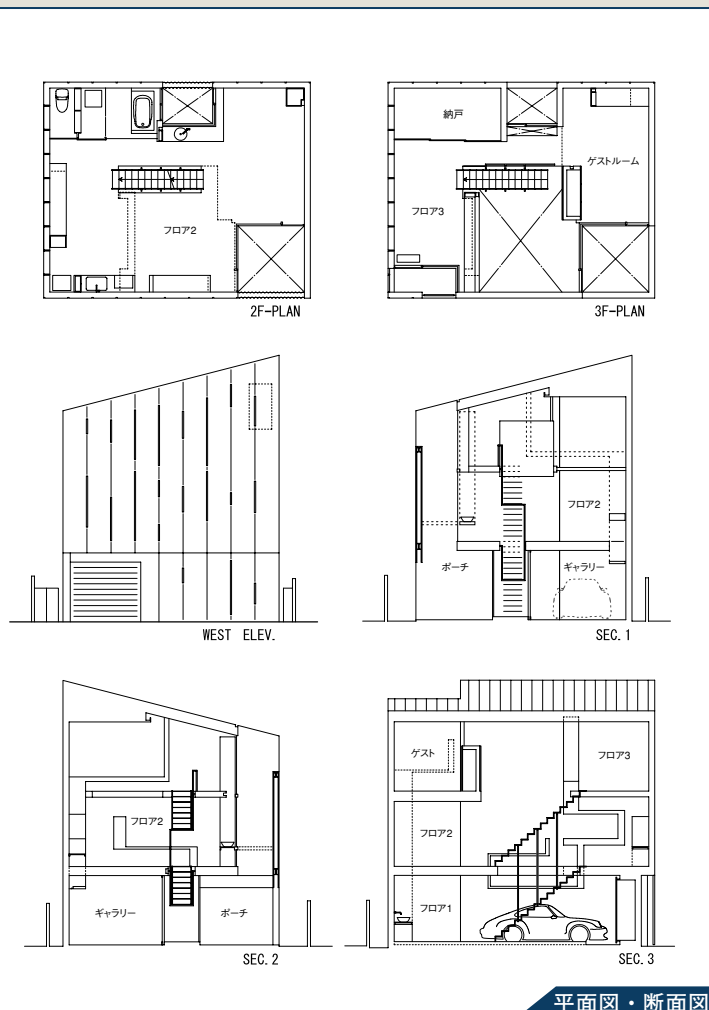 納戸
ゲストルーム
フロア3
フロア2
2F-PLAN
3F-PLAN
フロア2
ポーチ
ギャラリー
WEST ELEV.
SEC.1
フロア2
ギャラリー
ポーチ
SEC.2
ゲスト
フロア3
フロア2
フロア1
SEC.3
平面図・断面図